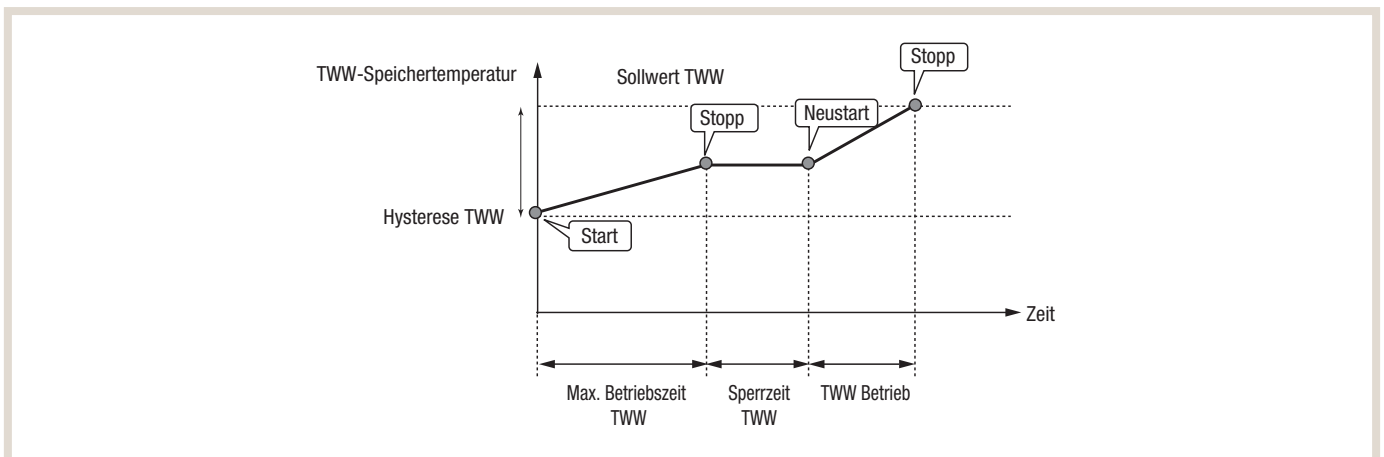 Stopp
TWW-Speichertemperatur
Sollwert TWW
Stopp
Neustart
Hysterese TWW
Start
Zeit
Max. Betriebszeit
TWW
Sperrzeit
TWW
TWW Betrieb